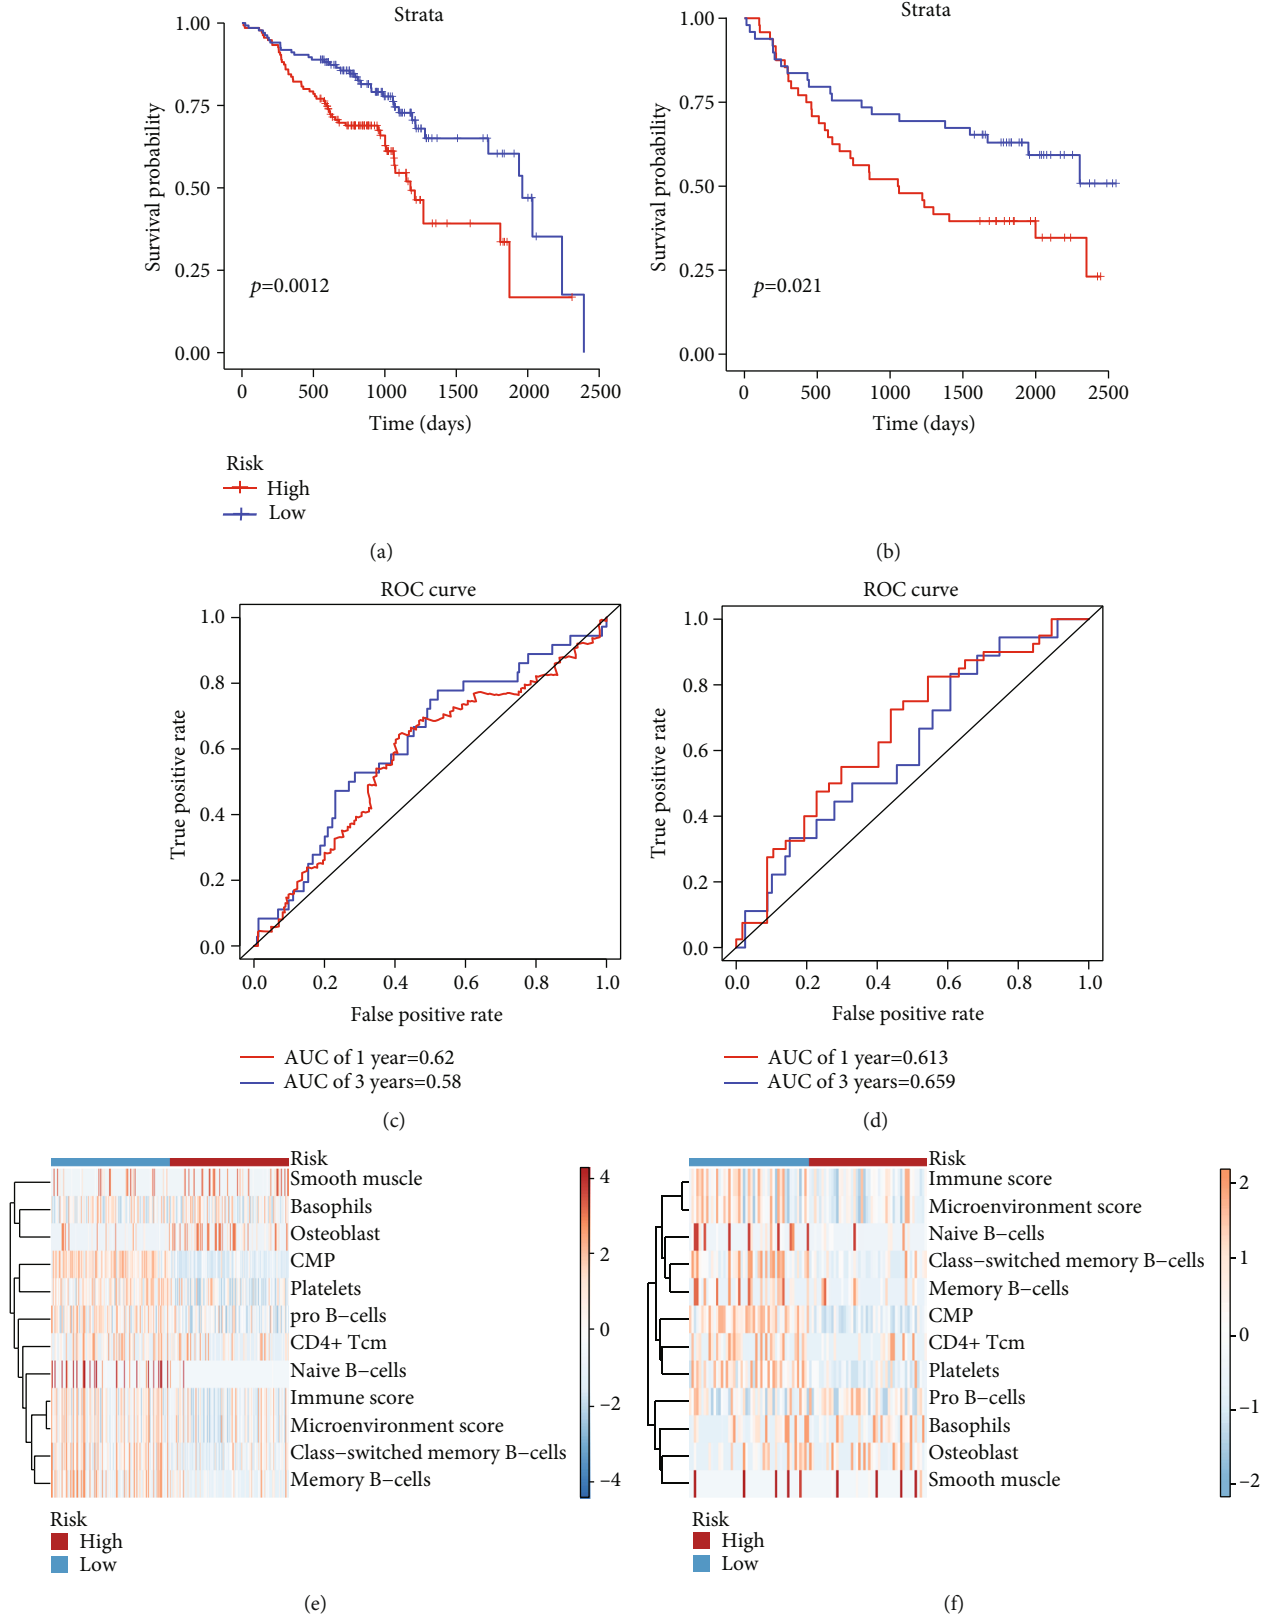 Strata
1.00
0.75
0.50
0.25
0.00
Survival probability
p=0.0012
0 500 1000 1500 2000 2500
Time (days)
Risk
High
Low
(a)
Strata
1.00
0.75
0.50
0.25
0.00
Survival probability
p=0.021
0 500 1000 1500 2000 2500
Time (days)
(b)
ROC curve
1.0
0.8
0.6
0.4
0.2
0.0
True positive rate
0.0 0.2 0.4 0.6 0.8 1.0
False positive rate
AUC of 1 year=0.62
AUC of 3 years=0.58
(c)
ROC curve
1.0
0.8
0.6
0.4
0.2
0.0
True positive rate
0.0 0.2 0.4 0.6 0.8 1.0
False positive rate
AUC of 1 year=0.613
AUC of 3 years=0.659
(d)
Risk
Smooth muscle
Basophils
Osteoblast
CMP
Platelets
pro B−cells
CD4+ Tcm
Naive B−cells
Immune score
Microenvironment score
Class−switched memory B−cells
Memory B−cells
4
2
0
−2
−4
Risk
High
Low
(e)
Risk
Immune score
Microenvironment score
Naive B−cells
Class−switched memory B−cells
Memory B−cells
CMP
CD4+ Tcm
Platelets
Pro B−cells
Basophils
Osteoblast
Smooth muscle
2
1
0
−1
−2
Risk
High
Low
(f)